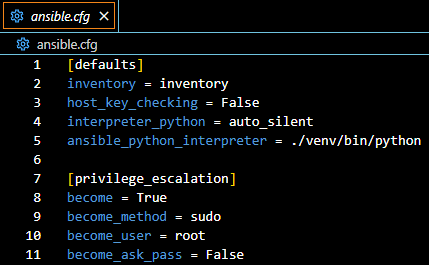 ansible.cfg
ansible.cfg
1 [defaults]
2 inventory = inventory
3 host_key_checking = False
4 interpreter_python = auto_silent
5 ansible_python_interpreter = ./venv/bin/python
6
7 [privilege_escalation]
8 become = True
9 become_method = sudo
10 become_user = root
11 become_ask_pass = False